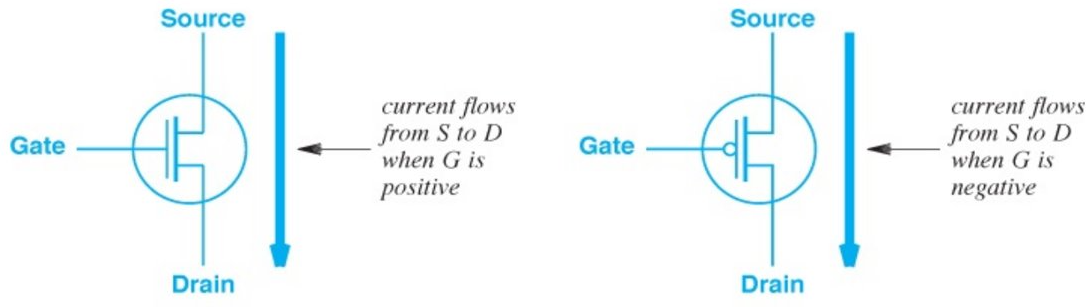 Source
Gate
current flows
from S to D
when G is
positive
Drain
Source
Gate
current flows
from S to D
when G is
negative
Drain